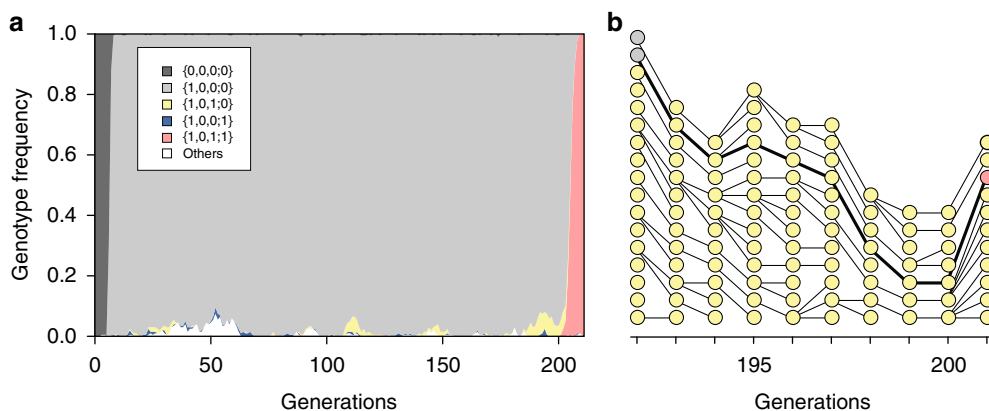 a
b
1.0
0.8
0.6
0.4
0.2
0.0
Genotype frequency
{0,0,0;0}
{1,0,0;0}
{1,0,1;0}
{1,0,0;1}
{1,0,1;1}
Others
0 50 100 150 200
Generations
195 200
Generations